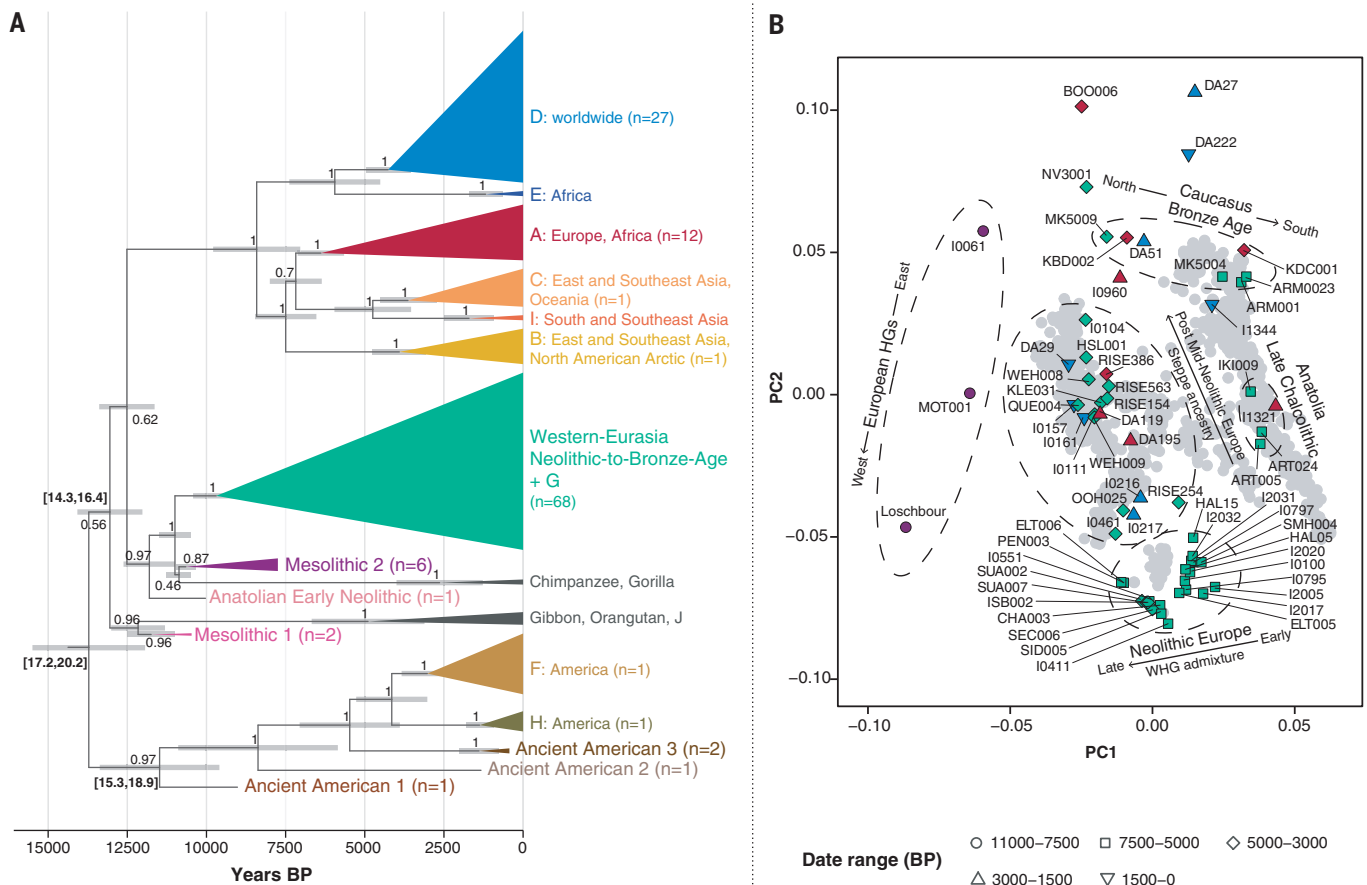 A
1
D: worldwide (n=27)
1
1
E: Africa
1
1
A: Europe, Africa (n=12)
0.7
1
C: East and Southeast Asia,
Oceania (n=1)
1
1
1
I: South and Southeast Asia
1
B: East and Southeast Asia,
North American Arctic (n=1)
0.62
Western-Eurasia
Neolithic-to-Bronze-Age
+ G
(n=68)
1
[14.3,16.4]
0.56
1
0.97
0.87
Mesolithic 2 (n=6)
0.46
1
Chimpanzee, Gorilla
Anatolian Early Neolithic (n=1)
0.96
1
Gibbon, Orangutan, J
0.96
Mesolithic 1 (n=2)
[17.2,20.2]
1
F: America (n=1)
1
1
1
H: America (n=1)
1
1
Ancient American 3 (n=2)
0.97
Ancient American 2 (n=1)
[15.3,18.9]
Ancient American 1 (n=1)
15000 12500 10000 7500 5000 2500 0
Years BP
B
0.10
0.05
0.00
−0.05
−0.10
PC2
BOO006
DA27
DA222
NV3001
North
Caucasus
Bronze Age
South
MK5009
I0061
KBD002
DA51
MK5004
KDC001
ARM0023
ARM001
I0960
I1344
I0104
HSL001
DA29
RISE386
WEH008
KLE031
RISE563
QUE004
RISE154
I0157
DA119
I0161
DA195
I0111
WEH009
MOT001
West
European HGs
East
Post Mid-Neolithic Europe
Steppe ancestry
IKI009
Anatolia
Late Chalcolithic
I1321
ART024
ART005
I0216
RISE254
OOH025
I0461
I0217
Loschbour
HAL15
I2031
I2032
I0797
SMH004
HAL05
I2020
I0100
I0795
I2005
I2017
ELT005
ELT006
PEN003
I0551
SUA002
SUA007
ISB002
CHA003
SEC006
SID005
I0411
Neolithic Europe
Late
Early
WHG admixture
−0.10 −0.05 0.00 0.05
PC1
Date range (BP)
11000−7500
7500−5000
5000−3000
3000−1500
1500−0